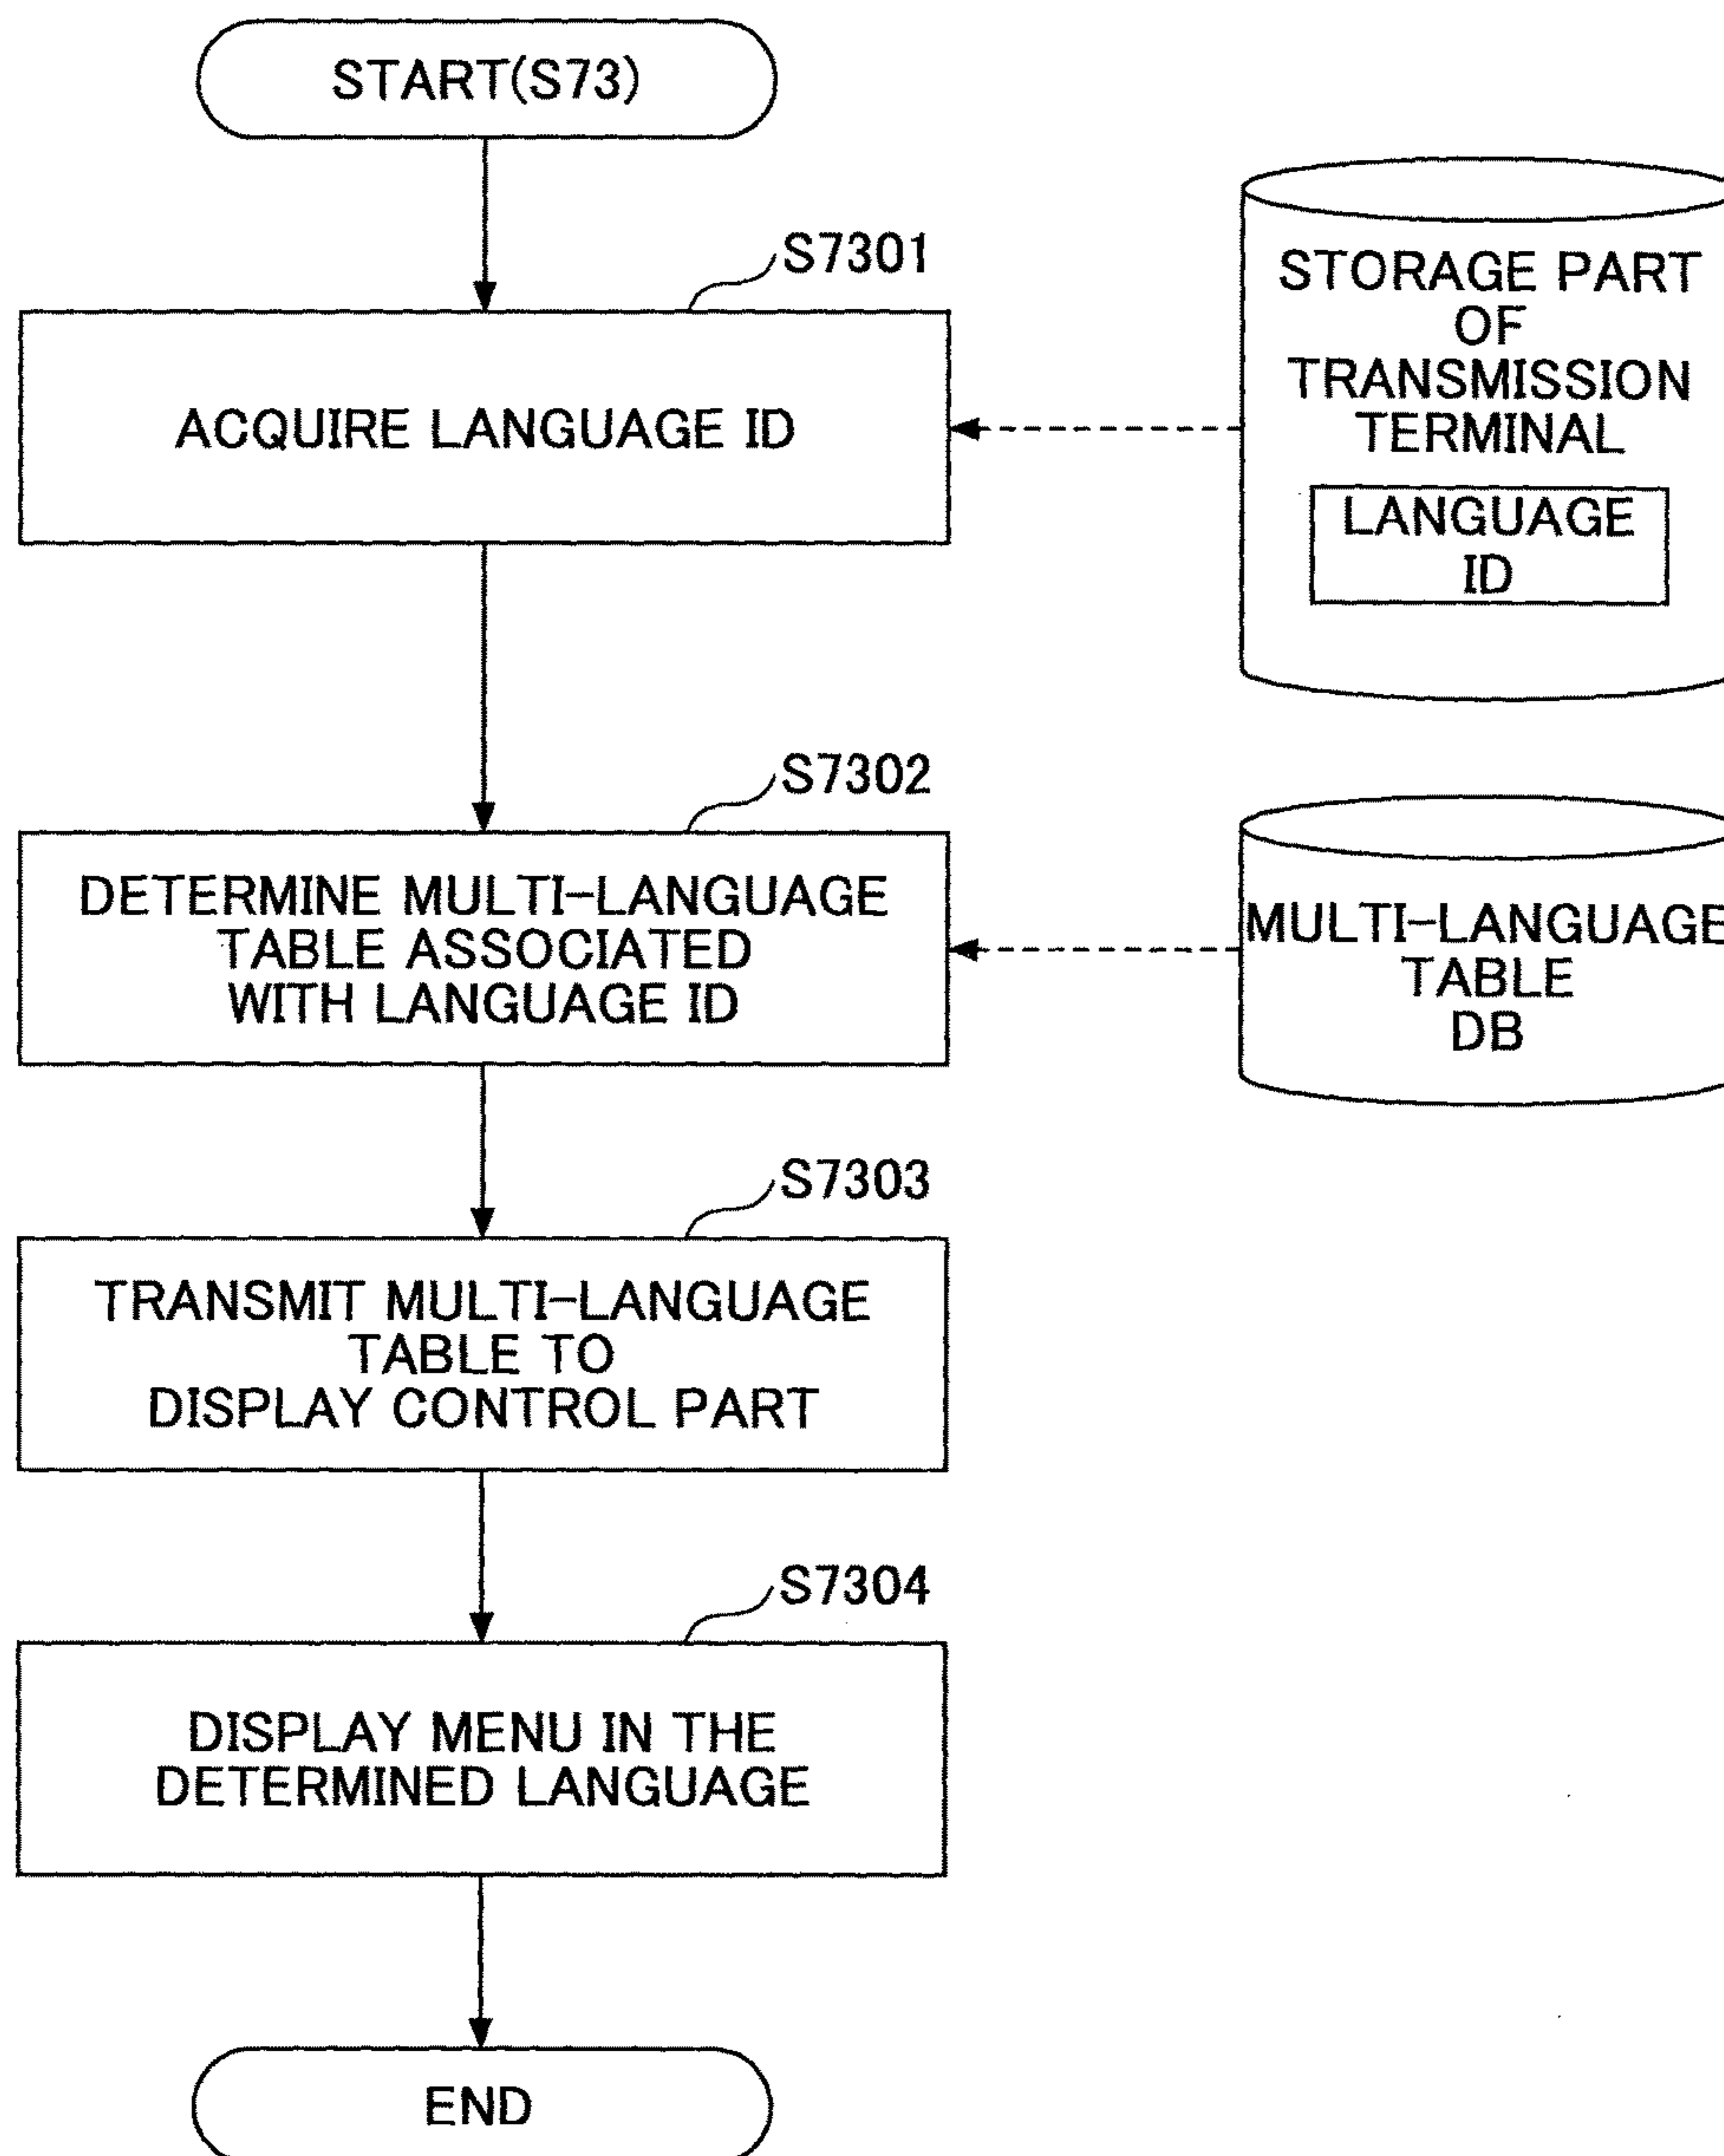 START(S73)
S7301
ACQUIRE LANGUAGE ID
STORAGE PART
OF
TRANSMISSION
TERMINAL
LANGUAGE
ID
S7302
DETERMINE MULTI-LANGUAGE
TABLE ASSOCIATED
WITH LANGUAGE ID
MULTI-LANGUAGE
TABLE
DB
S7303
TRANSMIT MULTI-LANGUAGE
TABLE TO
DISPLAY CONTROL PART
S7304
DISPLAY MENU IN THE
DETERMINED LANGUAGE
END